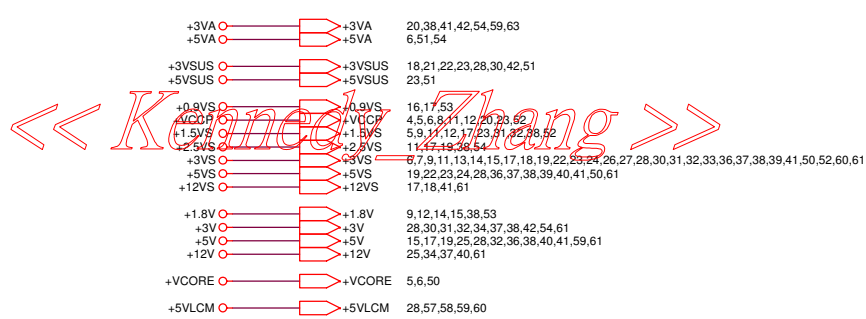 +3VA +3VA 20,38,41,42,54,59,63
+5VA +5VA 6,51,54
+3VSUS +3VSUS 18,21,22,23,28,30,42,51
+5VSUS +5VSUS 23,51
<< Kennedy_Zhang >>
+0.9VS +0.9VS 16,17,53
+VCCP +VCCP 4,5,6,8,11,12,20,23,52
+1.5VS +1.5VS 5,9,11,12,17,23,31,32,38,52
+2.5VS +2.5VS 11,17,19,38,54
+3VS +3VS 6,7,9,11,13,14,15,17,18,19,22,23,24,26,27,28,30,31,32,33,36,37,38,39,41,50,52,60,61
+5VS +5VS 19,22,23,24,28,36,37,38,39,40,41,50,61
+12VS +12VS 17,18,41,61
+1.8V +1.8V 9,12,14,15,38,53
+3V +3V 28,30,31,32,34,37,38,42,54,61
+5V +5V 15,17,19,25,28,32,36,38,40,41,59,61
+12V +12V 25,34,37,40,61
+VCORE +VCORE 5,6,50
+5VLCM +5VLCM 28,57,58,59,60